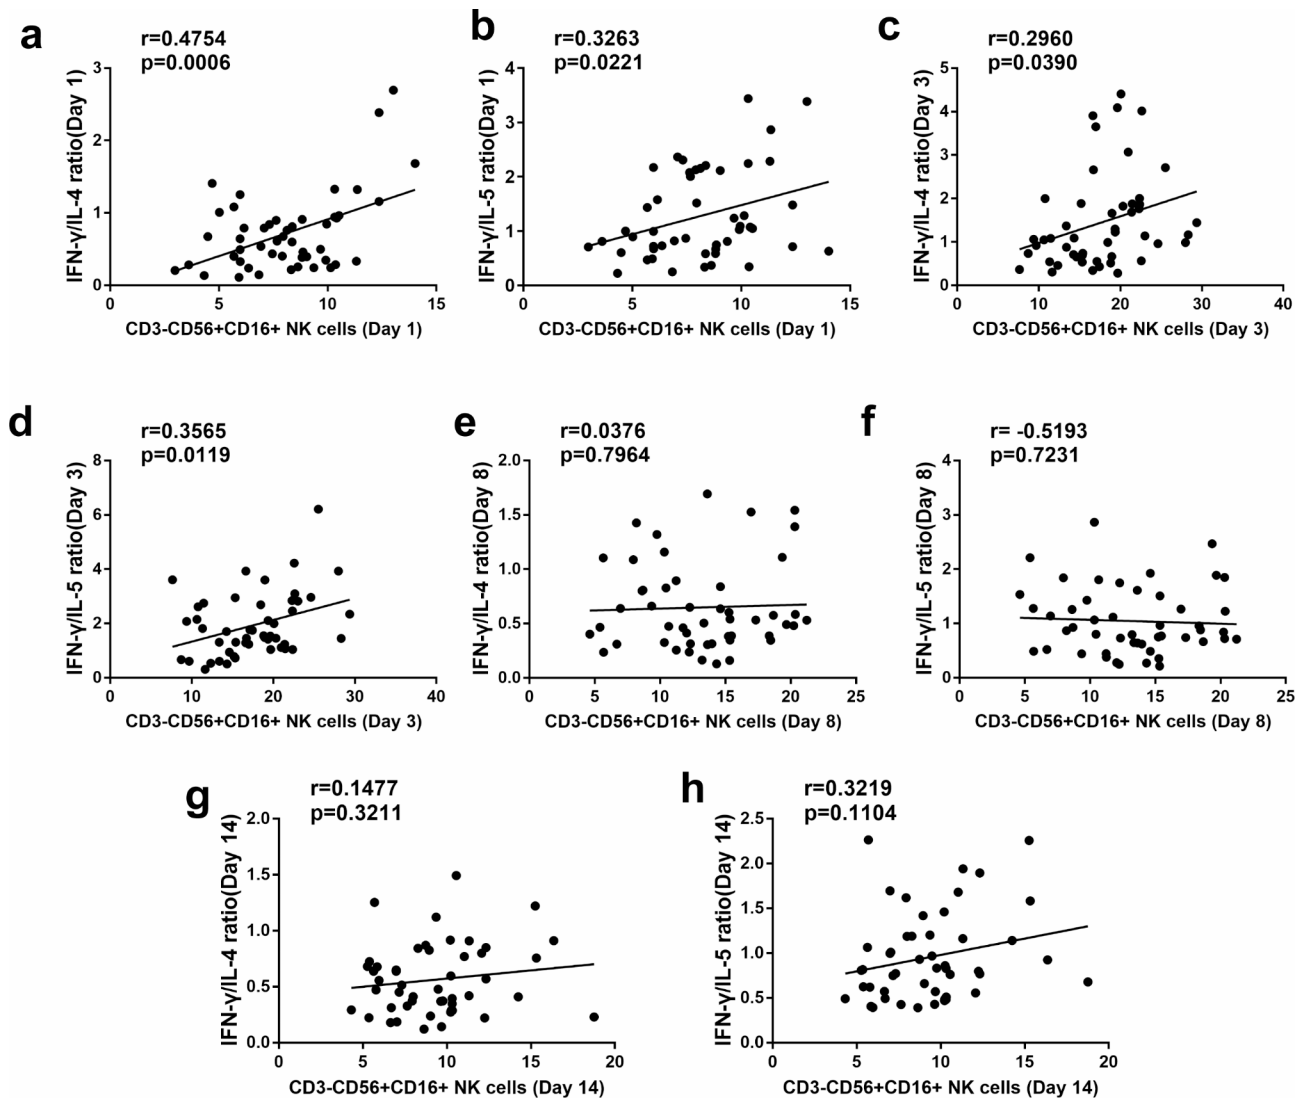 a
r=0.4754
p=0.0006
IFN-γ/IL-4 ratio(Day 1)
3
2
1
0
0 5 10 15
CD3-CD56+CD16+ NK cells (Day 1)
b
r=0.3263
p=0.0221
IFN-γ/IL-5 ratio(Day 1)
4
3
2
1
0
0 5 10 15
CD3-CD56+CD16+ NK cells (Day 1)
c
r=0.2960
p=0.0390
IFN-γ/IL-4 ratio(Day 3)
5
4
3
2
1
0
0 10 20 30 40
CD3-CD56+CD16+ NK cells (Day 3)
d
r=0.3565
p=0.0119
IFN-γ/IL-5 ratio(Day 3)
8
6
4
2
0
0 10 20 30 40
CD3-CD56+CD16+ NK cells (Day 3)
e
r=0.0376
p=0.7964
IFN-γ/IL-4 ratio(Day 8)
2.0
1.5
1.0
0.5
0.0
0 5 10 15 20 25
CD3-CD56+CD16+ NK cells (Day 8)
f
r= -0.5193
p=0.7231
IFN-γ/IL-5 ratio(Day 8)
4
3
2
1
0
0 5 10 15 20 25
CD3-CD56+CD16+ NK cells (Day 8)
g
r=0.1477
p=0.3211
IFN-γ/IL-4 ratio(Day 14)
2.0
1.5
1.0
0.5
0.0
0 5 10 15 20
CD3-CD56+CD16+ NK cells (Day 14)
h
r=0.3219
p=0.1104
IFN-γ/IL-5 ratio(Day 14)
2.5
2.0
1.5
1.0
0.5
0.0
0 5 10 15 20
CD3-CD56+CD16+ NK cells (Day 14)